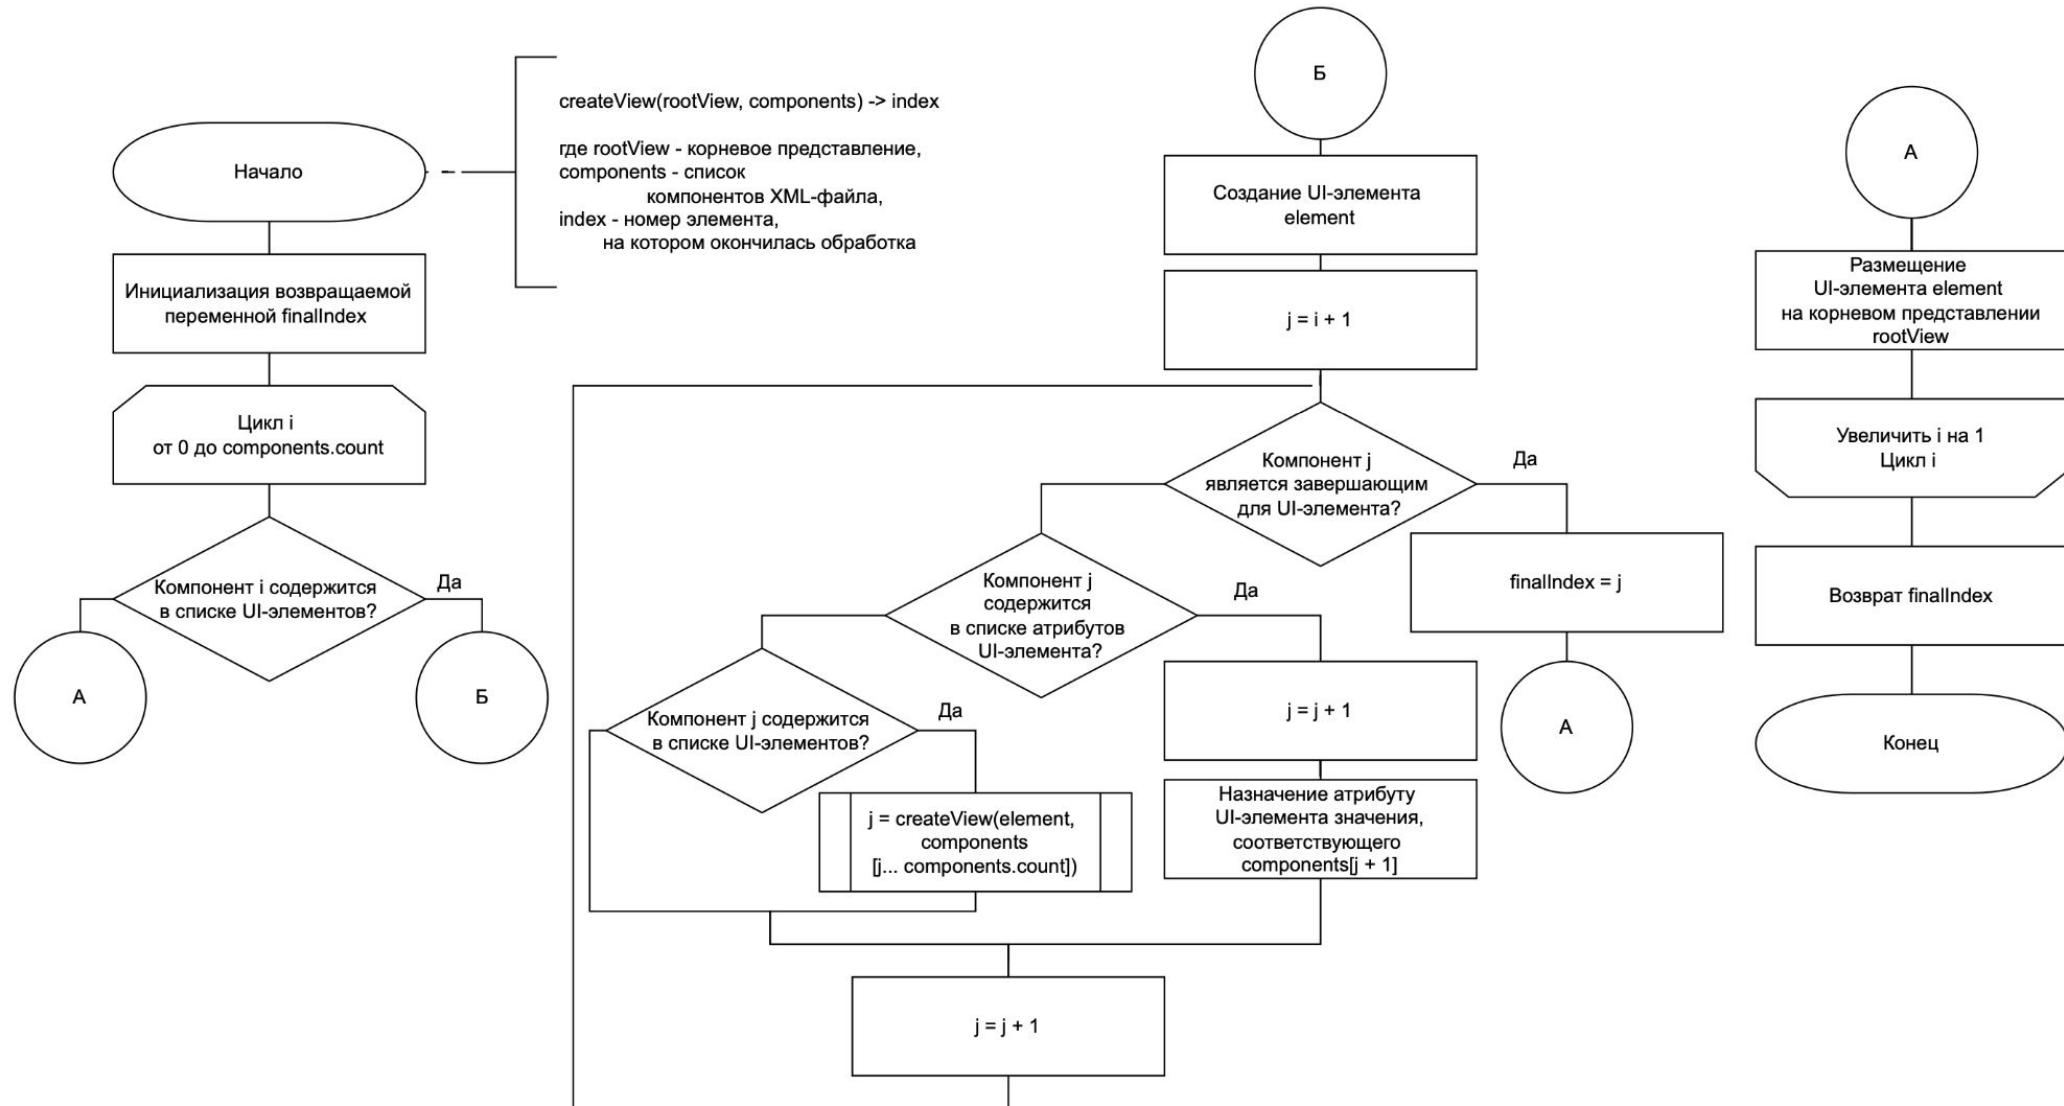 Начало
createView(rootView, components) -> index
где rootView - корневое представление,
components - список
компонентов XML-файла,
index - номер элемента,
на котором окончилась обработка
Инициализация возвращаемой
переменной finalIndex
Цикл i
от 0 до components.count
Компонент i содержится
в списке UI-элементов?
Да
А
Б
Б
Создание UI-элемента
element
j = i + 1
Компонент j
является завершающим
для UI-элемента?
Да
finalIndex = j
А
Компонент j
содержится
в списке атрибутов
UI-элемента?
Да
j = j + 1
Назначение атрибуту
UI-элемента значения,
соответствующего
components[j + 1]
Компонент j содержится
в списке UI-элементов?
Да
j = createView(element,
components
[j... components.count])
j = j + 1
А
Размещение
UI-элемента element
на корневом представлении
rootView
Увеличить i на 1
Цикл i
Возврат finalIndex
Конец